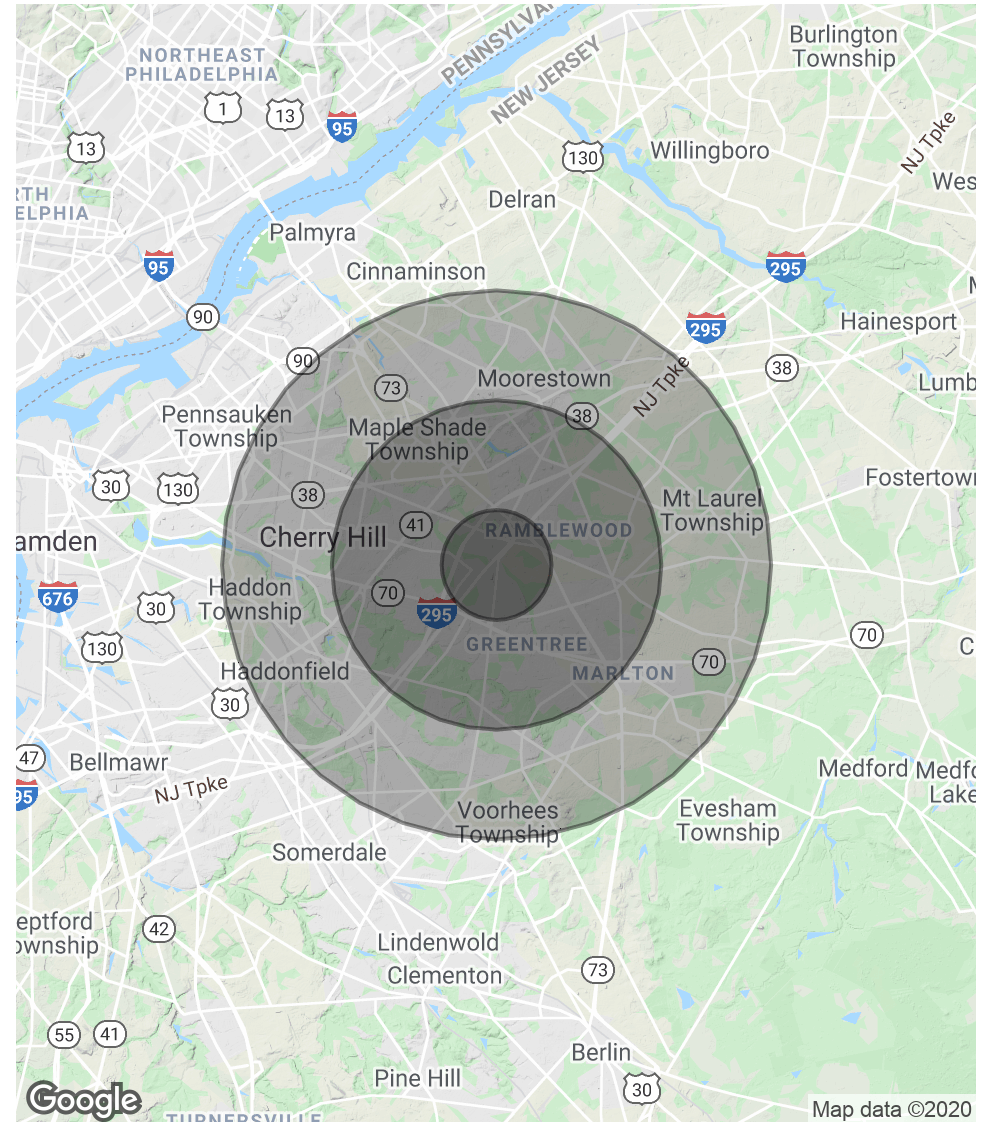 Burlington
Township
NORTHEAST
PHILADELPHIA
PENNSYLVA
NEW JERSEY
1
13
95
13
130
Willingboro
NJ Tpke
Wes
RTH
ELPHIA
Delran
Palmyra
95
Cinnaminson
295
90
295
Hainesport
90
38
Moorestown
73
NJ Tpke
Lumb
Pennsauken
Township
Maple Shade
Township
38
30
130
38
Mt Laurel
Township
Fostertown
41
RAMBLEWOOD
amden
Cherry Hill
676
30
Haddon
Township
70
295
130
GREENTREE
70
C
Haddonfield
MARLTON
70
30
47
Bellmawr
95
NJ Tpke
Medford
Medfo
Lake
Voorhees
Township
Evesham
Township
Somerdale
eptford
ownship
42
Lindenwold
Clementon
73
55
41
Berlin
Pine Hill
30
Google
TURNERSVILLE
Map data ©2020